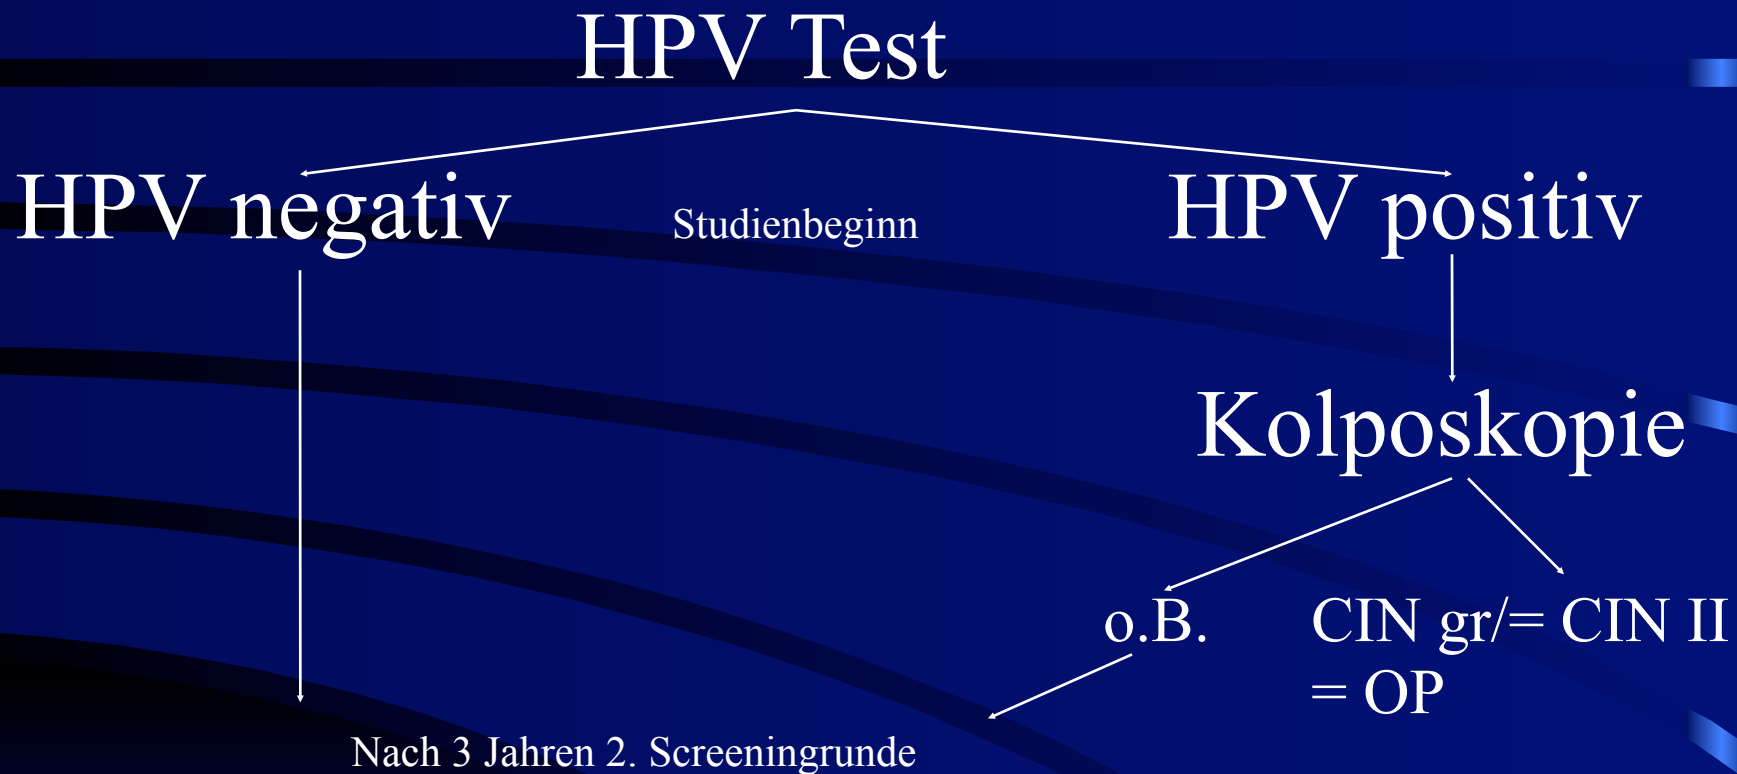 HPV Test
HPV negativ
Studienbeginn
HPV positiv
Kolposkopie
o.B.
CIN gr/= CIN II
= OP
Nach 3 Jahren 2. Screeningrunde